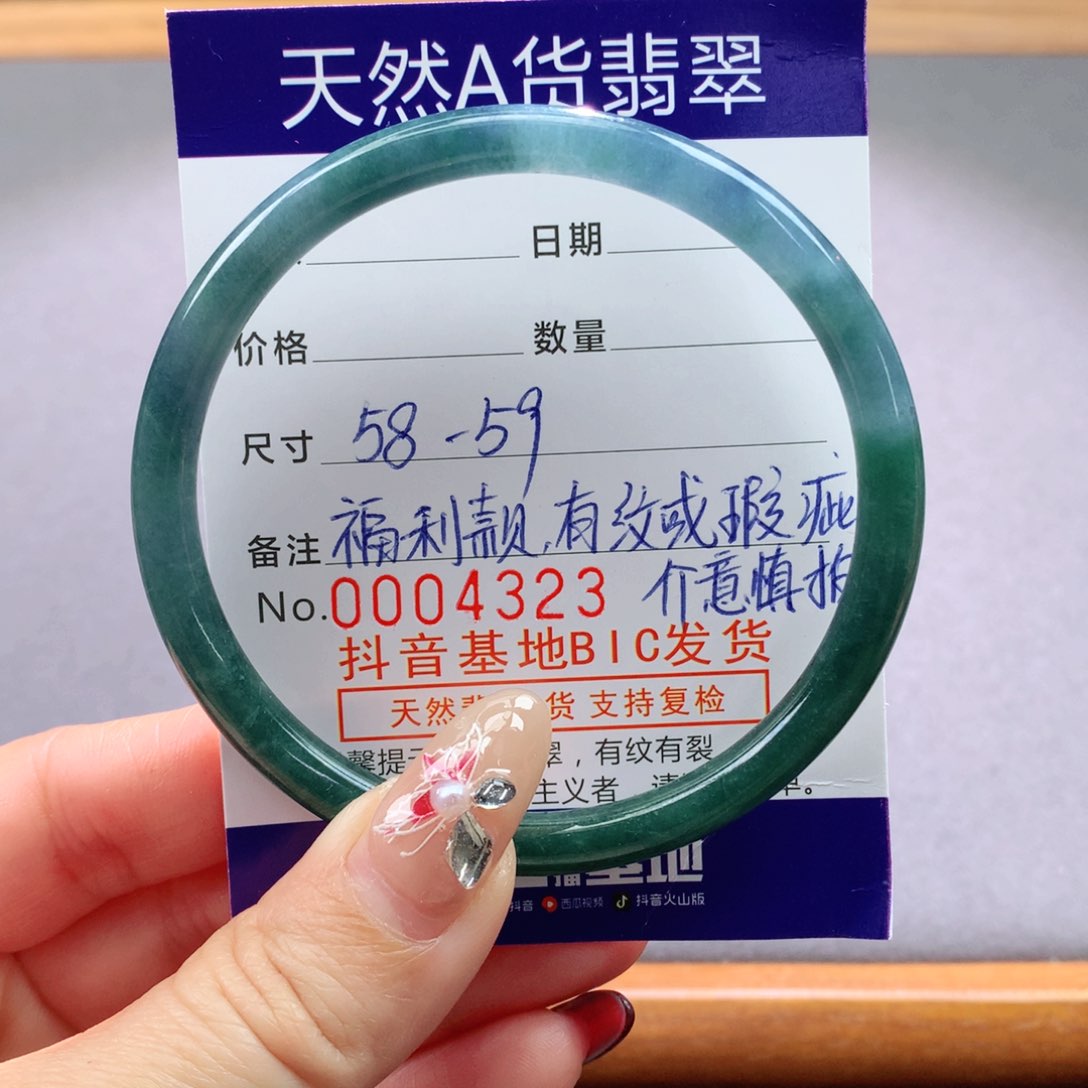 天然A货翡翠
日期
价格 数量
尺寸 58-59
备注 福利款,有纹或瑕疵
No.0004323 介意慎拍
抖音基地BIC发货
天然 货 支持复检
馨提 翠,有纹有裂
主义者 请
基地
抖音 西瓜视频 抖音火山版